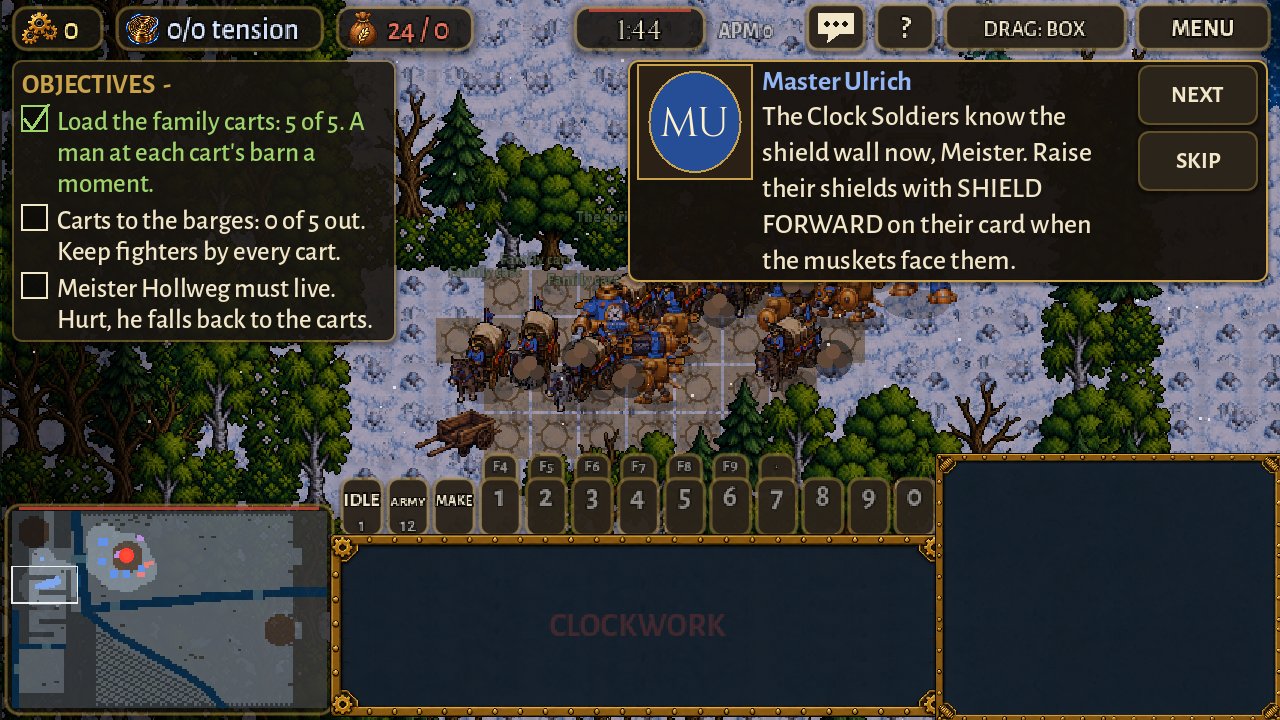 0
0/0 tension
24 / 0
1:44
APM 0
?
DRAG: BOX
MENU
OBJECTIVES -
Load the family carts: 5 of 5. A
man at each cart's barn a
moment.
Carts to the barges: 0 of 5 out.
Keep fighters by every cart.
Meister Hollweg must live.
Hurt, he falls back to the carts.
MU
Master Ulrich
The Clock Soldiers know the
shield wall now, Meister. Raise
their shields with SHIELD
FORWARD on their card when
the muskets face them.
NEXT
SKIP
Family cart
F4 F5 F6 F7 F8 F9
IDLE ARMY MAKE 1 2 3 4 5 6 7 8 9 0
1 12
CLOCKWORK